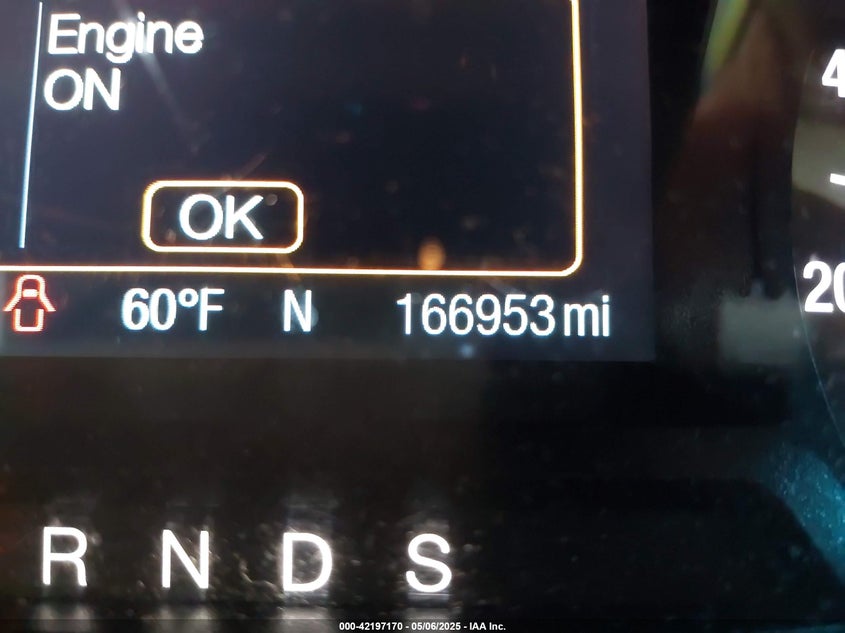 Engine
ON
OK
60°F N 166953 mi
R N D S
000-42197170 - 05/06/2025 - IAA Inc.